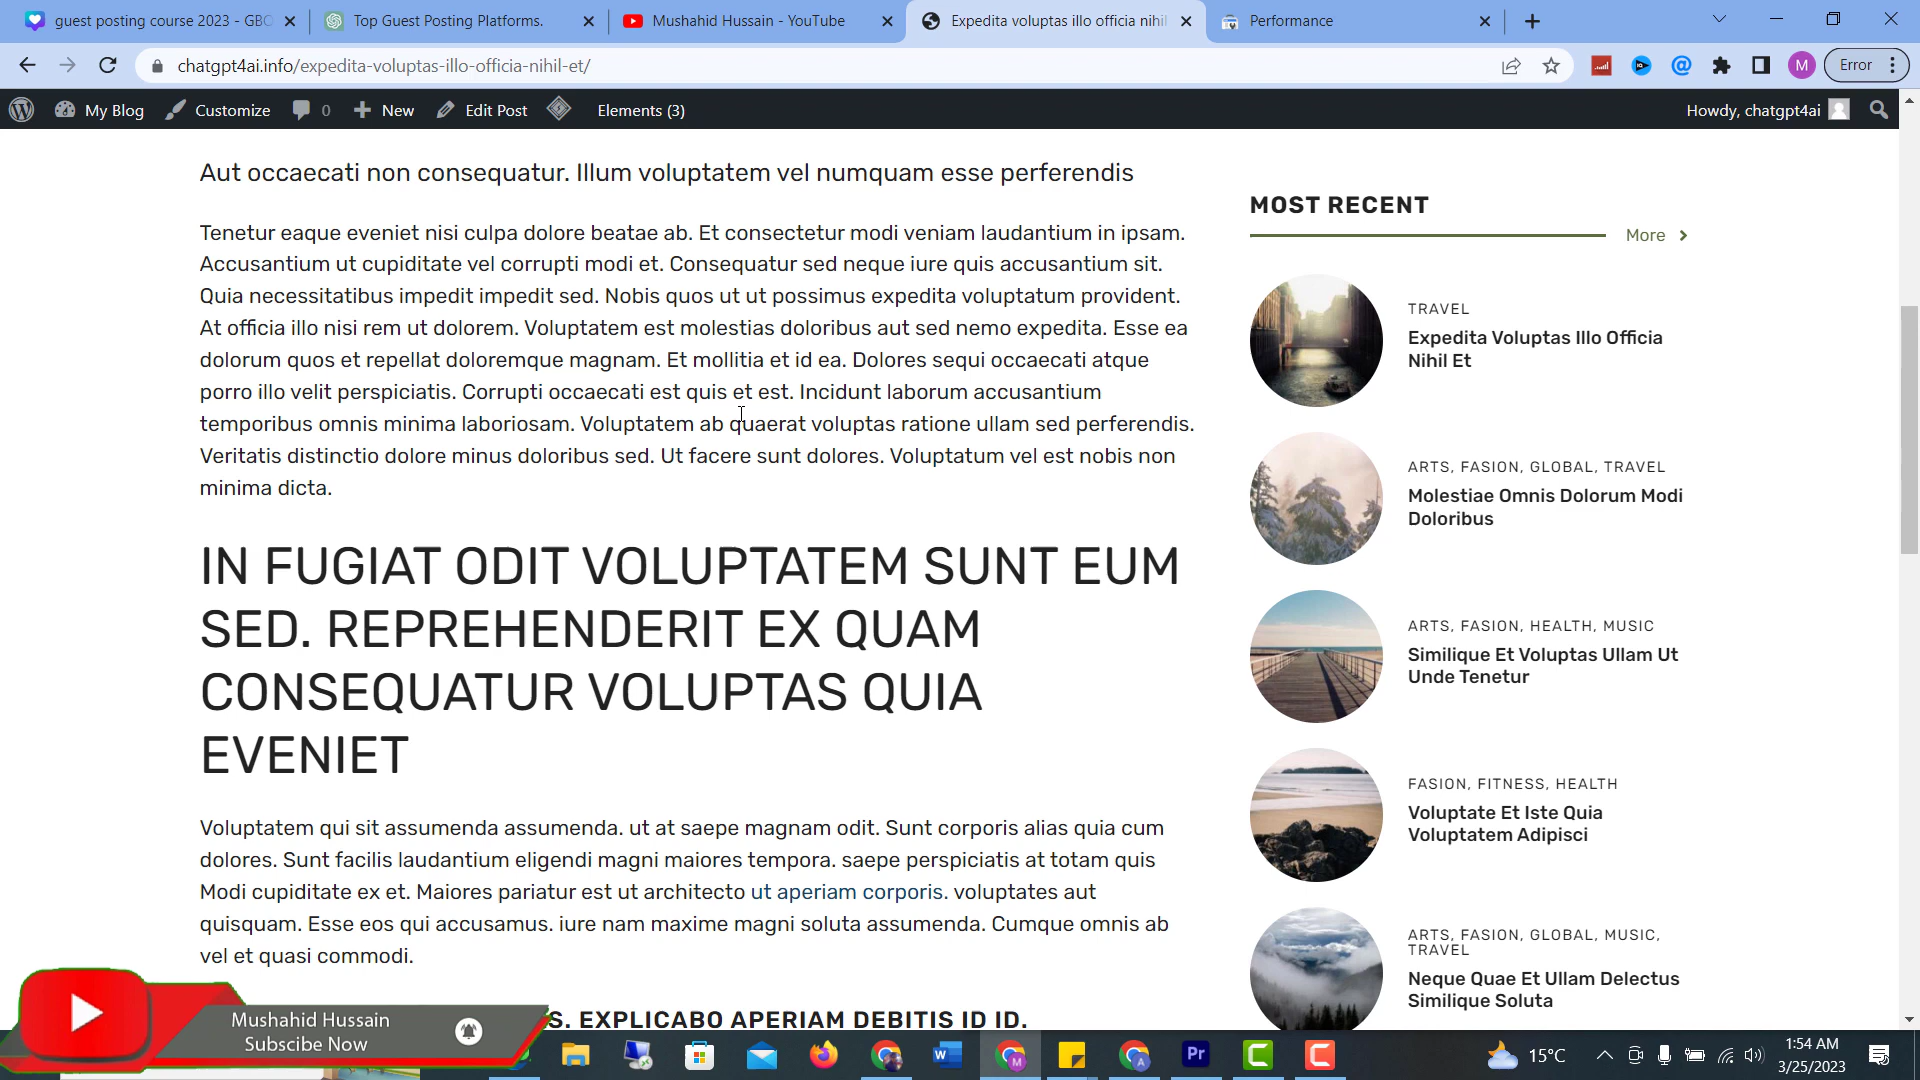 guest posting course 2023 - GBO
Top Guest Posting Platforms.
Mushahid Hussain - YouTube
Expedita voluptas illo officia nihil
Performance
chatgpt4ai.info/expedita-voluptas-illo-officia-nihil-et/
M
Error
My Blog
Customize
0
New
Edit Post
Elements (3)
Howdy, chatgpt4ai
Aut occaecati non consequatur. Illum voluptatem vel numquam esse perferendis
Tenetur eaque eveniet nisi culpa dolore beatae ab. Et consectetur modi veniam laudantium in ipsam.
Accusantium ut cupiditate vel corrupti modi et. Consequatur sed neque iure quis accusantium sit.
Quia necessitatibus impedit impedit sed. Nobis quos ut ut possimus expedita voluptatum provident.
At officia illo nisi rem ut dolorem. Voluptatem est molestias doloribus aut sed nemo expedita. Esse ea
dolorum quos et repellat doloremque magnam. Et mollitia et id ea. Dolores sequi occaecati atque
porro illo velit perspiciatis. Corrupti occaecati est quis et est. Incidunt laborum accusantium
temporibus omnis minima laboriosam. Voluptatem ab quaerat voluptas ratione ullam sed perferendis.
Veritatis distinctio dolore minus doloribus sed. Ut facere sunt dolores. Voluptatum vel est nobis non
minima dicta.
IN FUGIAT ODIT VOLUPTATEM SUNT EUM
SED. REPREHENDERIT EX QUAM
CONSEQUATUR VOLUPTAS QUIA
EVENIET
Voluptatem qui sit assumenda assumenda. ut at saepe magnam odit. Sunt corporis alias quia cum
dolores. Sunt facilis laudantium eligendi magni maiores tempora. saepe perspiciatis at totam quis
Modi cupiditate ex et. Maiores pariatur est ut architecto ut aperiam corporis. voluptates aut
quisquam. Esse eos qui accusamus. iure nam maxime magni soluta assumenda. Cumque omnis ab
vel et quasi commodi.
S. EXPLICABO APERIAM DEBITIS ID ID.
MOST RECENT
More
TRAVEL
Expedita Voluptas Illo Officia
Nihil Et
ARTS, FASION, GLOBAL, TRAVEL
Molestiae Omnis Dolorum Modi
Doloribus
ARTS, FASION, HEALTH, MUSIC
Similique Et Voluptas Ullam Ut
Unde Tenetur
FASION, FITNESS, HEALTH
Voluptate Et Iste Quia
Voluptatem Adipisci
ARTS, FASION, GLOBAL, MUSIC,
TRAVEL
Neque Quae Et Ullam Delectus
Similique Soluta
Mushahid Hussain
Subscibe Now
15°C
1:54 AM
3/25/2023